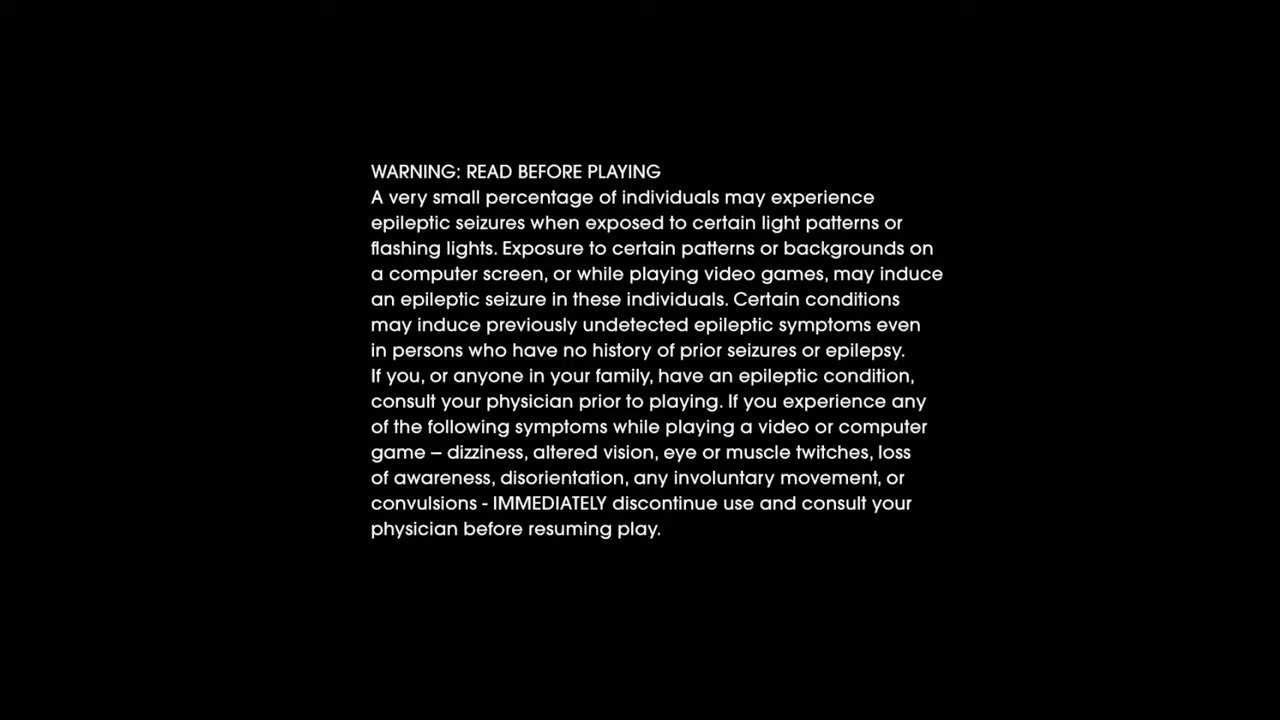 WARNING: READ BEFORE PLAYING
A very small percentage of individuals may experience
epileptic seizures when exposed to certain light patterns or
flashing lights. Exposure to certain patterns or backgrounds on
a computer screen, or while playing video games, may induce
an epileptic seizure in these individuals. Certain conditions
may induce previously undetected epileptic symptoms even
in persons who have no history of prior seizures or epilepsy.
If you, or anyone in your family, have an epileptic condition,
consult your physician prior to playing. If you experience any
of the following symptoms while playing a video or computer
game – dizziness, altered vision, eye or muscle twitches, loss
of awareness, disorientation, any involuntary movement, or
convulsions - IMMEDIATELY discontinue use and consult your
physician before resuming play.